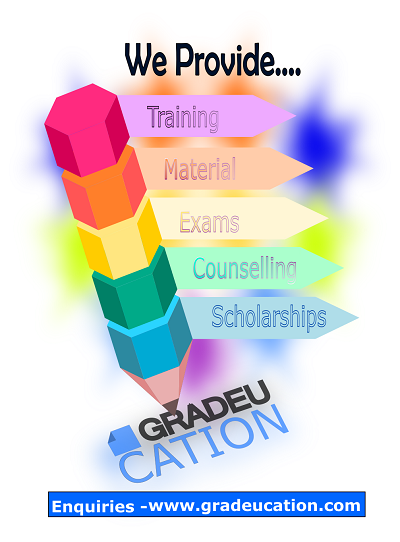 We Provide....
Training
Material
Exams
Counselling
Scholarships
GRADEU
CATION
Enquiries -www.gradeucation.com